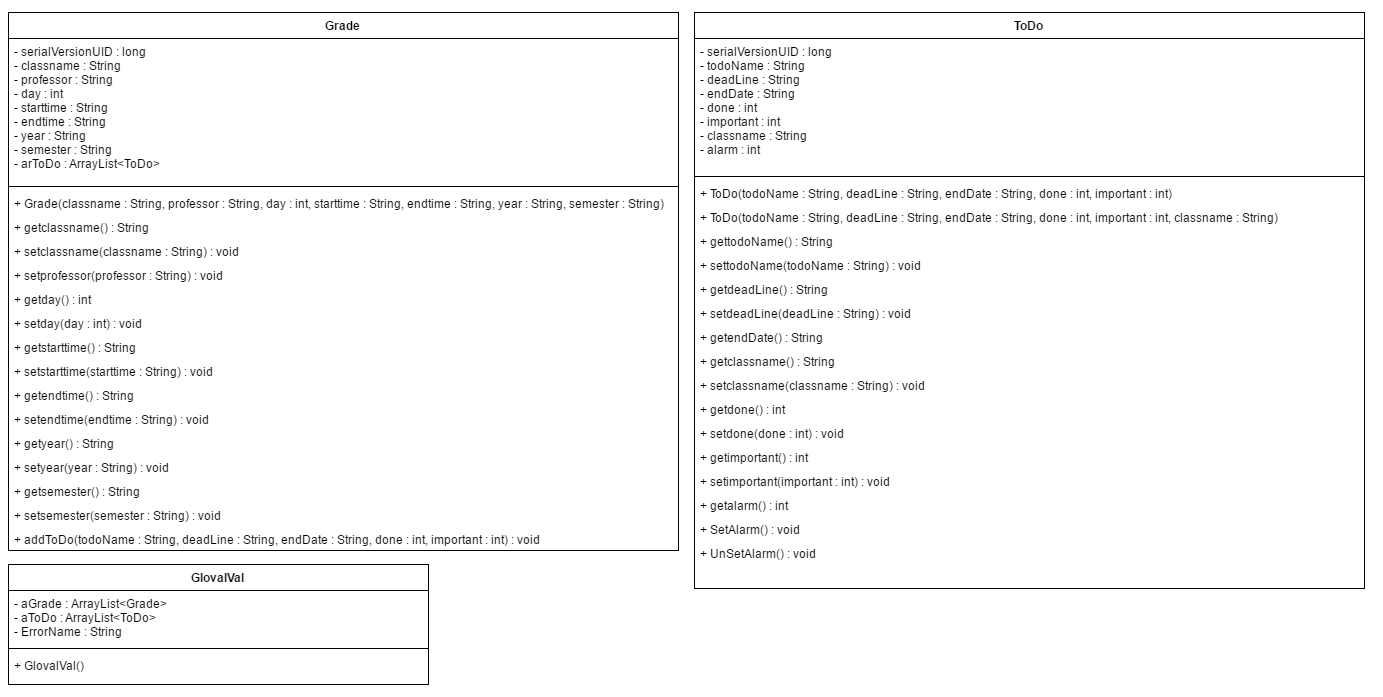 Grade
- serialVersionUID : long
- classname : String
- professor : String
- day : int
- starttime : String
- endtime : String
- year : String
- semester : String
- arToDo : ArrayList<ToDo>
+ Grade(classname : String, professor : String, day : int, starttime : String, endtime : String, year : String, semester : String)
+ getclassname() : String
+ setclassname(classname : String) : void
+ setprofessor(professor : String) : void
+ getday() : int
+ setday(day : int) : void
+ getstarttime() : String
+ setstarttime(starttime : String) : void
+ getendtime() : String
+ setendtime(endtime : String) : void
+ getyear() : String
+ setyear(year : String) : void
+ getsemester() : String
+ setsemester(semester : String) : void
+ addToDo(todoName : String, deadLine : String, endDate : String, done : int, important : int) : void
ToDo
- serialVersionUID : long
- todoName : String
- deadLine : String
- endDate : String
- done : int
- important : int
- classname : String
- alarm : int
+ ToDo(todoName : String, deadLine : String, endDate : String, done : int, important : int)
+ ToDo(todoName : String, deadLine : String, endDate : String, done : int, important : int, classname : String)
+ gettodoName() : String
+ settodoName(todoName : String) : void
+ getdeadLine() : String
+ setdeadLine(deadLine : String) : void
+ getendDate() : String
+ getclassname() : String
+ setclassname(classname : String) : void
+ getdone() : int
+ setdone(done : int) : void
+ getimportant() : int
+ setimportant(important : int) : void
+ getalarm() : int
+ SetAlarm() : void
+ UnSetAlarm() : void
GlovalVal
- aGrade : ArrayList<Grade>
- aToDo : ArrayList<ToDo>
- ErrorName : String
+ GlovalVal()